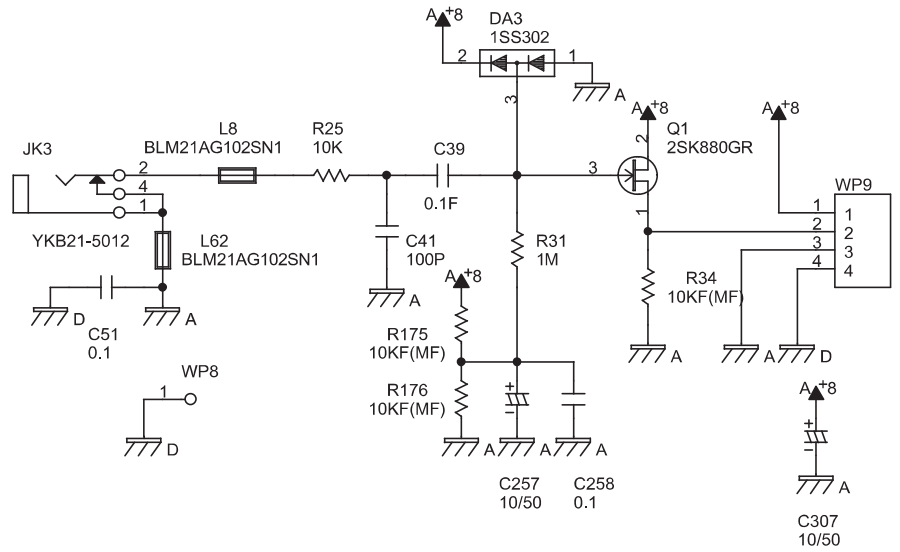 A +8
DA3
1SS302
2
1
A
3
L8
BLM21AG102SN1
R25
10K
C39
0.1F
A +8
Q1
2SK880GR
2
3
1
A +8
WP9
1 1
2 2
3 3
4 4
JK3
2
4
1
YKB21-5012
L62
BLM21AG102SN1
C41
100P
A
R31
1M
A +8
R34
10KF(MF)
D
C51
0.1
A
R175
10KF(MF)
A
A
D
WP8
1
D
R176
10KF(MF)
+
-
A
A
A
C257
10/50
C258
0.1
A +8
+
-
A
C307
10/50